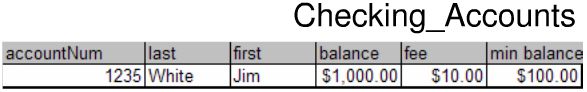 Checking_Accounts
accountNum last first balance fee min balance
1235 White Jim $1,000.00 $10.00 $100.00